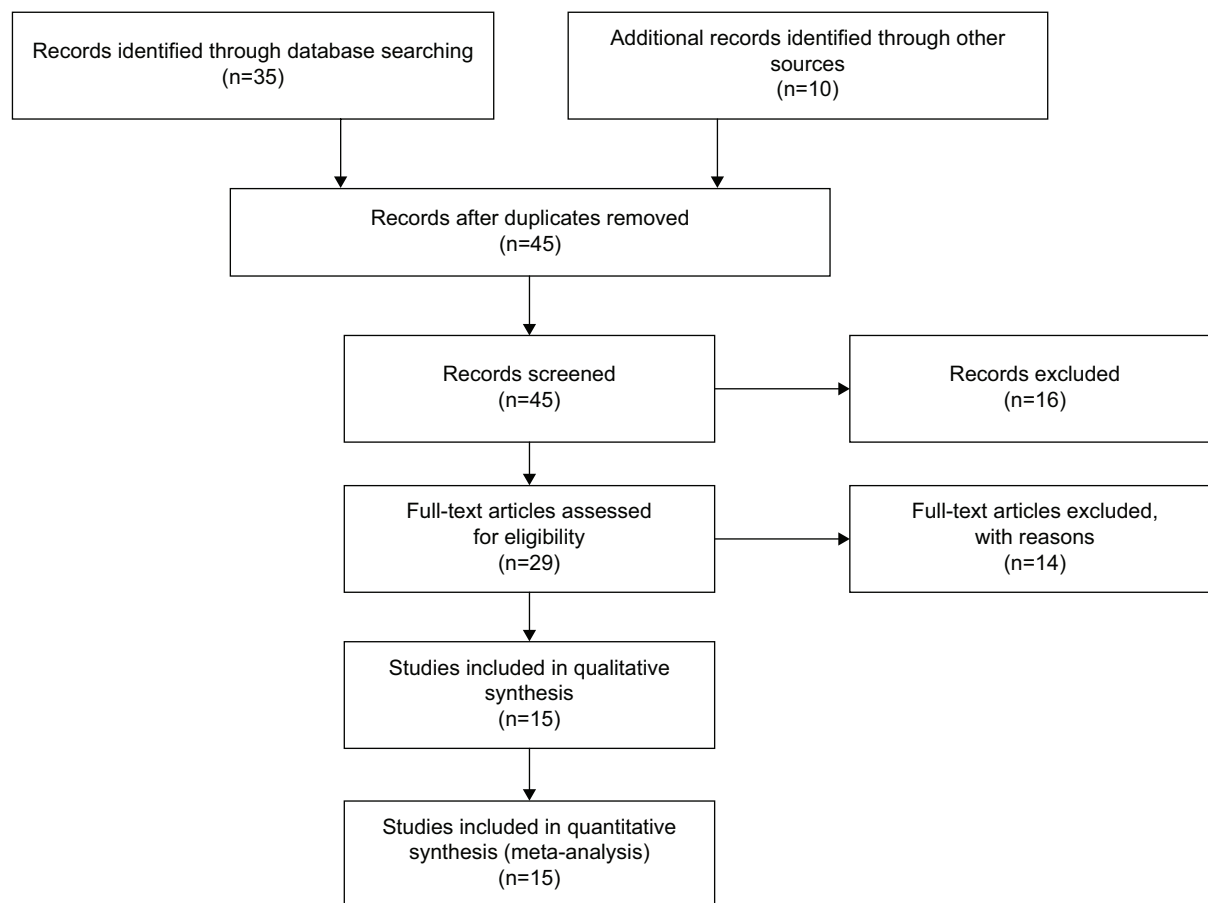 Records identified through database searching
(n=35)
Additional records identified through other
sources
(n=10)
Records after duplicates removed
(n=45)
Records screened
(n=45)
Records excluded
(n=16)
Full-text articles assessed
for eligibility
(n=29)
Full-text articles excluded,
with reasons
(n=14)
Studies included in qualitative
synthesis
(n=15)
Studies included in quantitative
synthesis (meta-analysis)
(n=15)